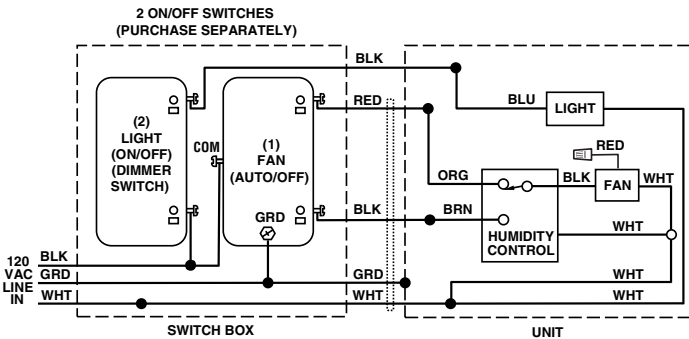 2 ON/OFF SWITCHES
(PURCHASE SEPARATELY)
BLK
RED
BLU
LIGHT
(2)
LIGHT
(ON/OFF)
(DIMMER
SWITCH)
COM
(1)
FAN
(AUTO/OFF)
GRD
RED
ORG
BLK
FAN
WHT
BLK
BRN
HUMIDITY
CONTROL
WHT
120
VAC
LINE
IN
BLK
GRD
WHT
GRD
WHT
WHT
WHT
SWITCH BOX
UNIT